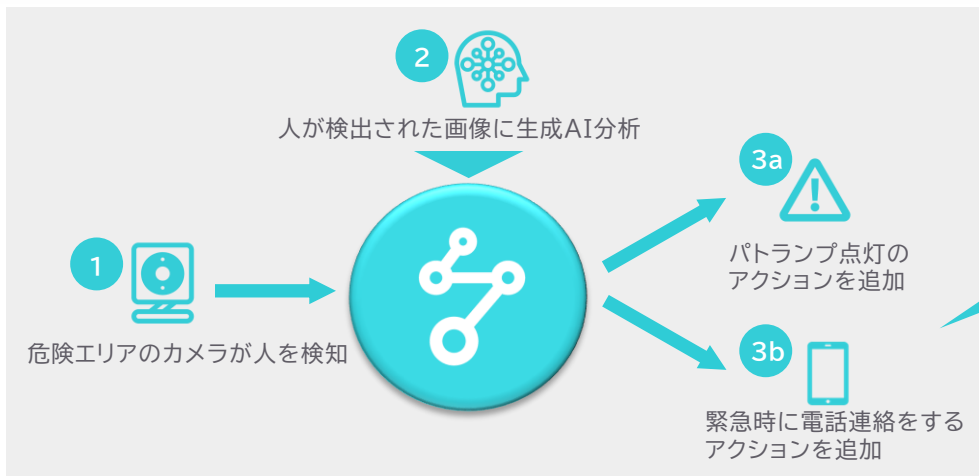 2
人が検出された画像に生成AI分析
1
危険エリアのカメラが人を検知
3a
パトランプ点灯の
アクションを追加
3b
緊急時に電話連絡をする
アクションを追加